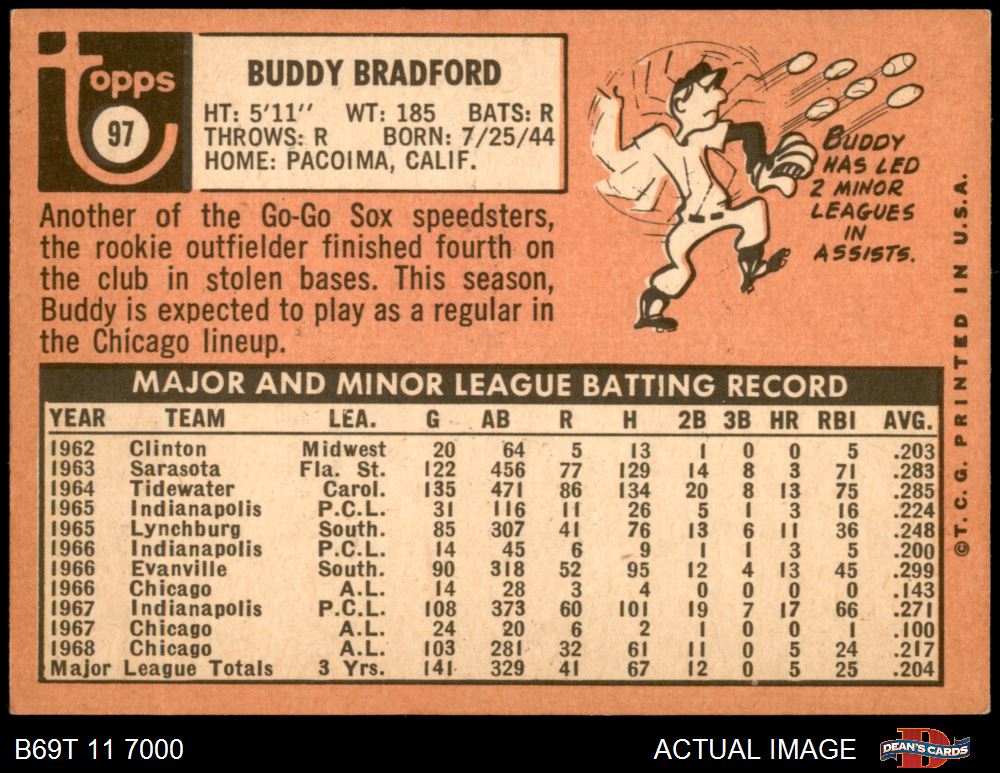 topps
97
BUDDY BRADFORD
HT: 5'11" WT: 185 BATS: R
THROWS: R BORN: 7/25/44
HOME: PACOIMA, CALIF.
Another of the Go-Go Sox speedsters,
the rookie outfielder finished fourth on
the club in stolen bases. This season,
Buddy is expected to play as a regular in
the Chicago lineup.
BUDDY
HAS LED
2 MINOR
LEAGUES
IN
ASSISTS.
MAJOR AND MINOR LEAGUE BATTING RECORD
YEAR TEAM LEA. G AB R H 2B 3B HR RBI AVG.
1962 Clinton Midwest 20 64 5 13 1 0 0 5 .203
1963 Sarasota Fla. St. 122 456 77 129 14 8 3 71 .283
1964 Tidewater Carol. 135 471 86 134 20 8 13 75 .285
1965 Indianapolis P.C.L. 31 116 11 26 5 1 3 16 .224
1965 Lynchburg South. 85 307 41 76 13 6 11 36 .248
1966 Indianapolis P.C.L. 14 45 6 9 1 1 3 5 .200
1966 Evanville South. 90 318 52 95 12 4 13 45 .299
1966 Chicago A.L. 14 28 3 4 0 0 0 0 .143
1967 Indianapolis P.C.L. 108 373 60 101 19 7 17 66 .271
1967 Chicago A.L. 24 20 6 2 1 0 0 1 .100
1968 Chicago A.L. 103 281 32 61 11 0 5 24 .217
Major League Totals 3 Yrs. 141 329 41 67 12 0 5 25 .204
©T.C.G. PRINTED IN U.S.A.
B69T 11 7000
ACTUAL IMAGE
DEAN'S CARDS